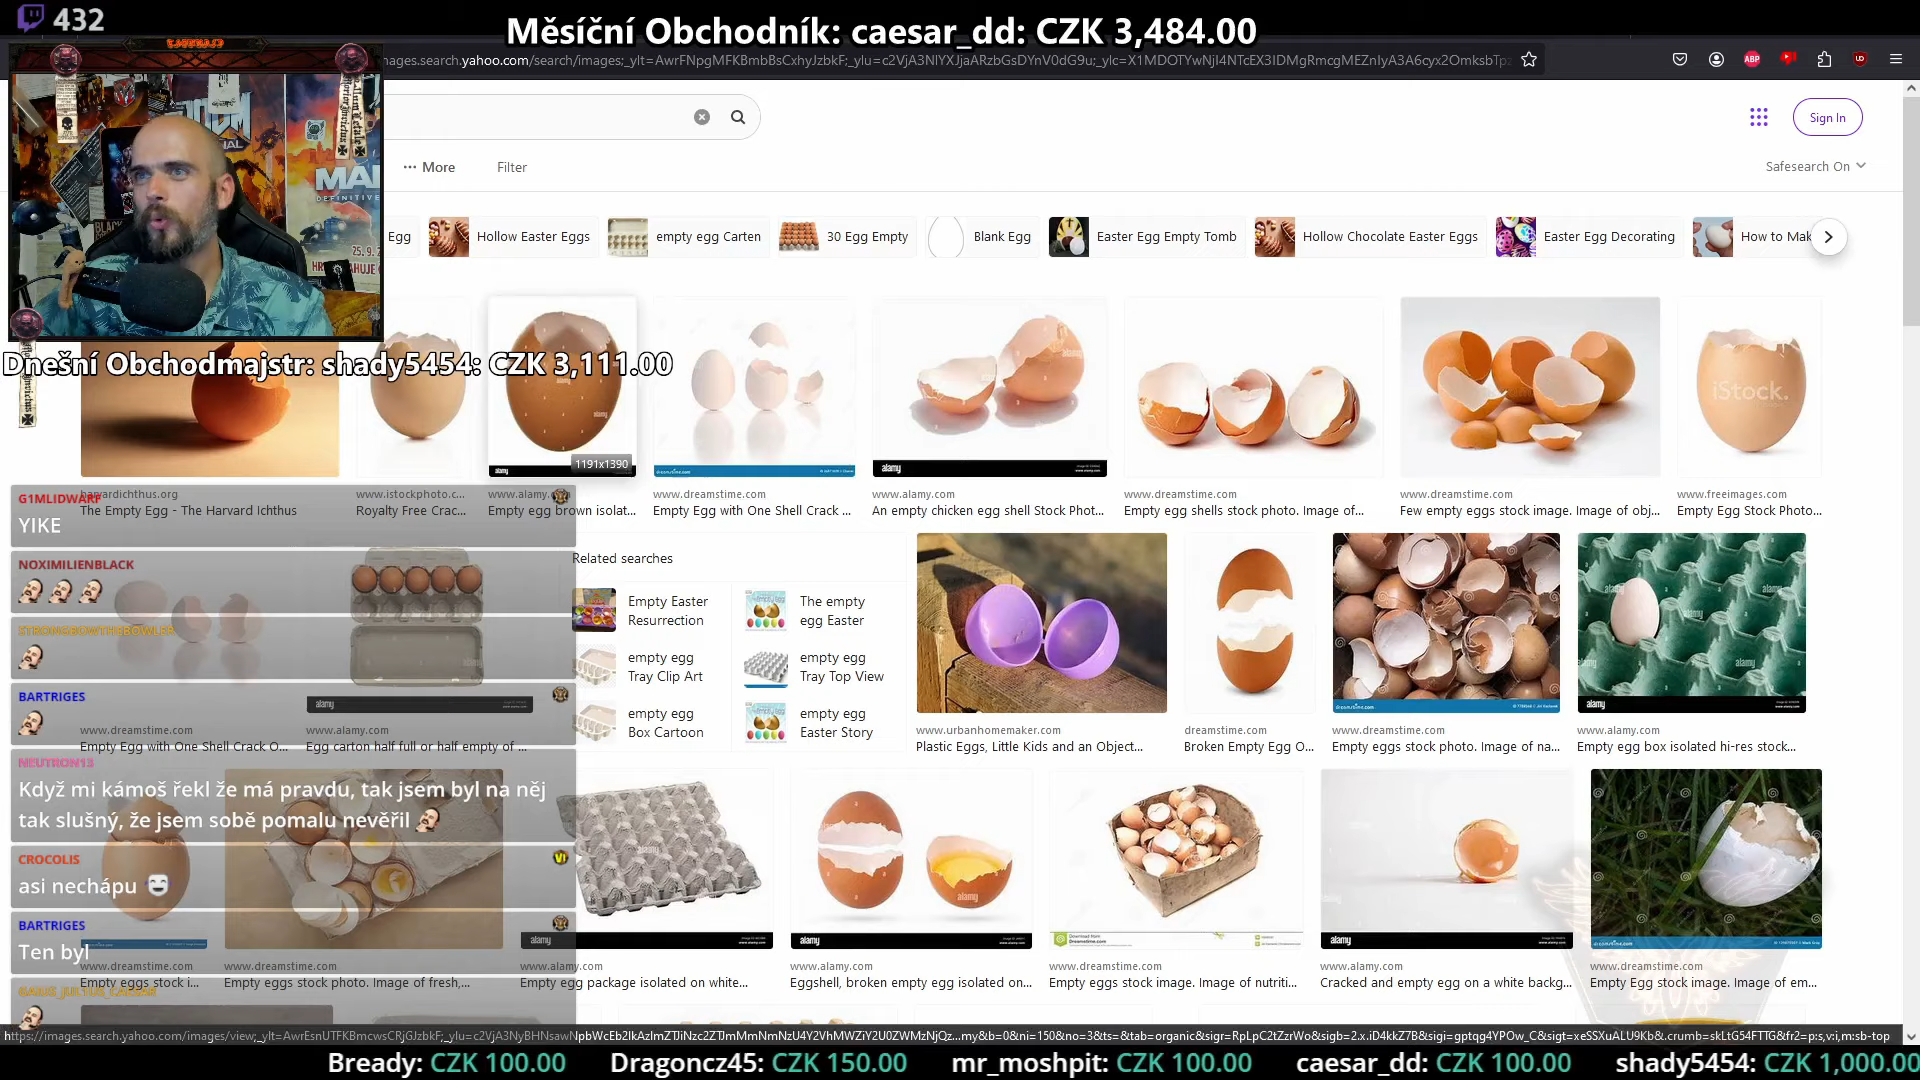 432
Měsíční Obchodník: caesar_dd: CZK 3,484.00
Sign In
More
Filter
Safesearch On
Egg
Hollow Easter Eggs
empty egg Carten
30 Egg Empty
Blank Egg
Easter Egg Empty Tomb
Hollow Chocolate Easter Eggs
Easter Egg Decorating
How to Mak
Dnešní Obchodmajstr: shady5454: CZK 3,111.00
1191x1390
iStock.
harvardichthus.org
The Empty Egg - The Harvard Ichthus
www.istockphoto.c...
Royalty Free Crac...
www.alamy.com
Empty egg brown isolat...
www.dreamstime.com
Empty Egg with One Shell Crack ...
www.alamy.com
An empty chicken egg shell Stock Phot...
www.dreamstime.com
Empty egg shells stock photo. Image of...
www.dreamstime.com
Few empty eggs stock image. Image of obj...
www.freeimages.com
Empty Egg Stock Photo...
G1MLIDWARF
YIKE
NOXIMILIENBLACK
STRONGBOWTHEBOWLER
BARTRIGES
www.dreamstime.com
Empty Egg with One Shell Crack O...
www.alamy.com
Egg carton half full or half empty of ...
Related searches
Empty Easter
Resurrection
The empty
egg Easter
empty egg
Tray Clip Art
empty egg
Tray Top View
empty egg
Box Cartoon
empty egg
Easter Story
www.urbanhomemaker.com
Plastic Eggs, Little Kids and an Object...
dreamstime.com
Broken Empty Egg O...
www.dreamstime.com
Empty eggs stock photo. Image of na...
www.alamy.com
Empty egg box isolated hi-res stock...
NEUTRON13
Když mi kámoš řekl že má pravdu, tak jsem byl na něj
tak slušný, že jsem sobě pomalu nevěřil
CROCOLIS
asi nechápu
BARTRIGES
Ten byl
www.dreamstime.com
Empty eggs stock i...
www.dreamstime.com
Empty eggs stock photo. Image of fresh,...
www.alamy.com
Empty egg package isolated on white...
www.alamy.com
Eggshell, broken empty egg isolated on...
www.dreamstime.com
Empty eggs stock image. Image of nutriti...
www.alamy.com
Cracked and empty egg on a white backg...
www.dreamstime.com
Empty Egg stock image. Image of em...
GAIUS_JULIUS_CAESAR
Bready: CZK 100.00 Dragoncz45: CZK 150.00 mr_moshpit: CZK 100.00 caesar_dd: CZK 100.00 shady5454: CZK 1,000.00